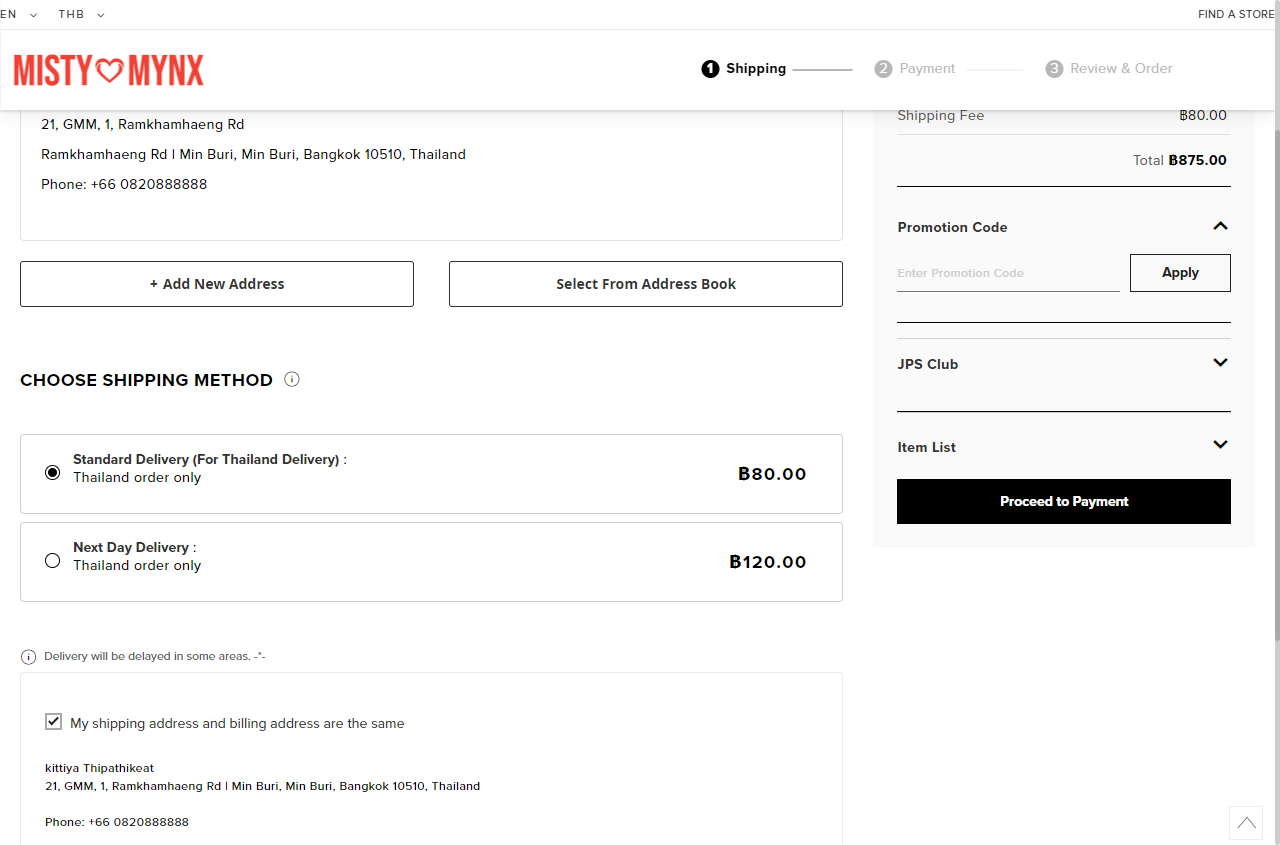 EN THB FIND A STORE
MISTY MYNX
1 Shipping 2 Payment 3 Review & Order
21, GMM, 1, Ramkhamhaeng Rd
Ramkhamhaeng Rd | Min Buri, Min Buri, Bangkok 10510, Thailand
Phone: +66 0820888888
+ Add New Address
Select From Address Book
CHOOSE SHIPPING METHOD
Standard Delivery (For Thailand Delivery) :
Thailand order only
฿80.00
Next Day Delivery :
Thailand order only
฿120.00
Delivery will be delayed in some areas. -*-
My shipping address and billing address are the same
kittiya Thipathikeat
21, GMM, 1, Ramkhamhaeng Rd | Min Buri, Min Buri, Bangkok 10510, Thailand
Phone: +66 0820888888
Shipping Fee ฿80.00
Total ฿875.00
Promotion Code
Enter Promotion Code
Apply
JPS Club
Item List
Proceed to Payment